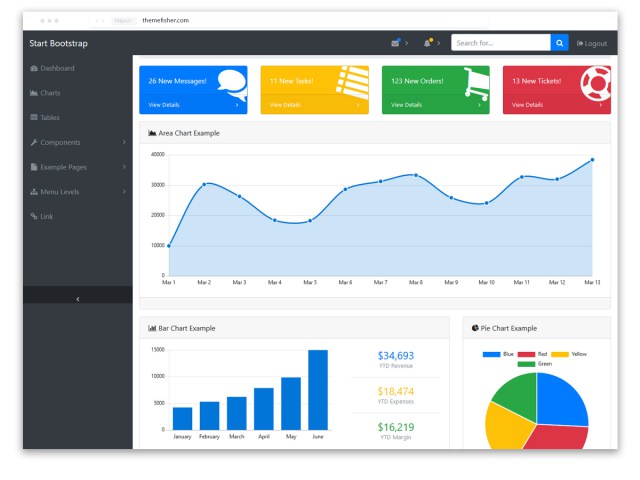 themefisher.com
Start Bootstrap
Search for...
Logout
Dashboard
Charts
Tables
Components
Example Pages
Menu Levels
Link
26 New Messages!
View Details
11 New Tasks!
View Details
123 New Orders!
View Details
13 New Tickets!
View Details
Area Chart Example
40000
30000
20000
10000
0
Mar 1 Mar 2 Mar 3 Mar 4 Mar 5 Mar 6 Mar 7 Mar 8 Mar 9 Mar 10 Mar 11 Mar 12 Mar 13
Bar Chart Example
15000
10000
5000
0
January February March April May June
$34,693
YTD Revenue
$18,474
YTD Expenses
$16,219
YTD Margin
Pie Chart Example
Blue Red Yellow
Green